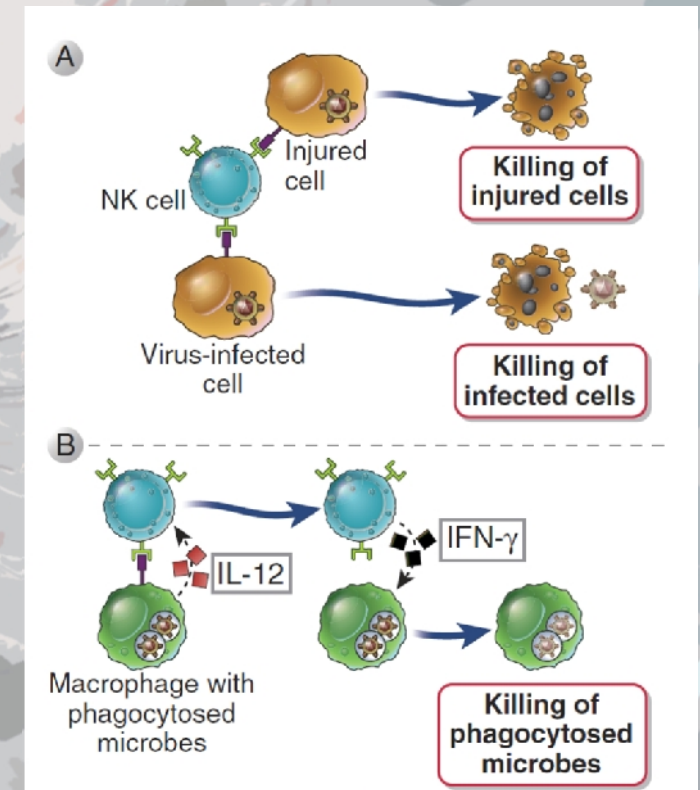 A
Injured
cell
Killing of
injured cells
NK cell
Virus-infected
cell
Killing of
infected cells
B
IL-12
IFN-γ
Macrophage with
phagocytosed
microbes
Killing of
phagocytosed
microbes